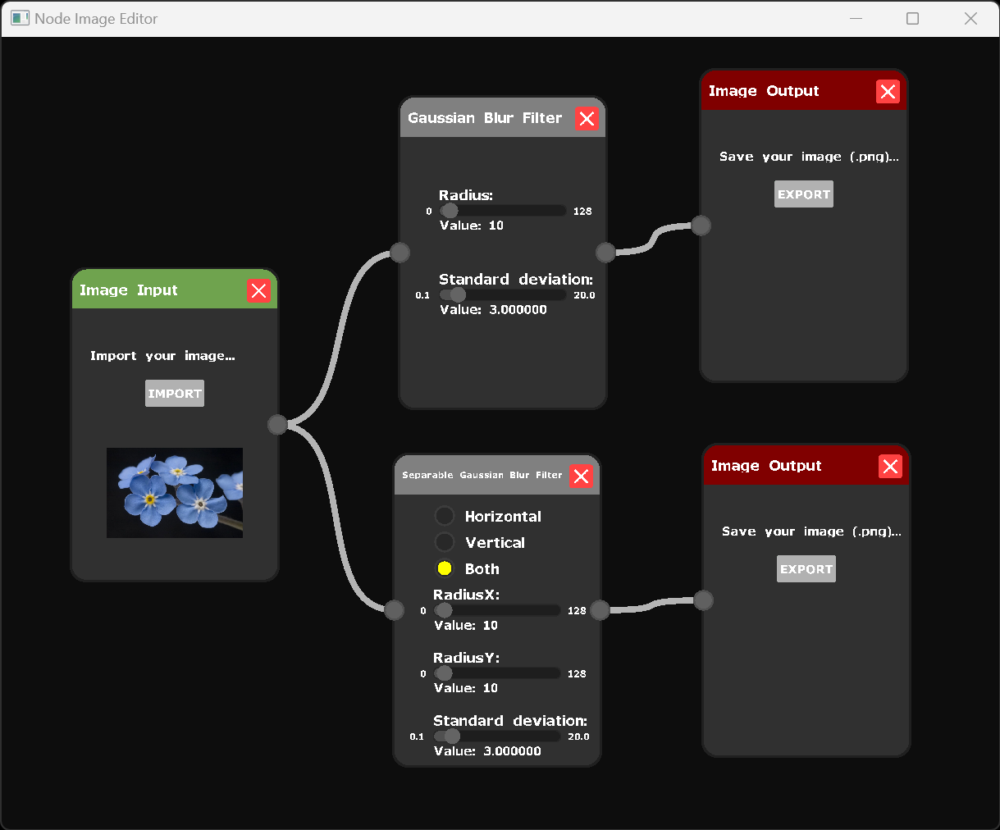 Node Image Editor
Image Input
Import your image...
IMPORT
Gaussian Blur Filter
Radius:
0 128
Value: 10
Standard deviation:
0.1 20.0
Value: 3.000000
Image Output
Save your image (.png)...
EXPORT
Separable Gaussian Blur Filter
Horizontal
Vertical
Both
RadiusX:
0 128
Value: 10
RadiusY:
0 128
Value: 10
Standard deviation:
0.1 20.0
Value: 3.000000
Image Output
Save your image (.png)...
EXPORT